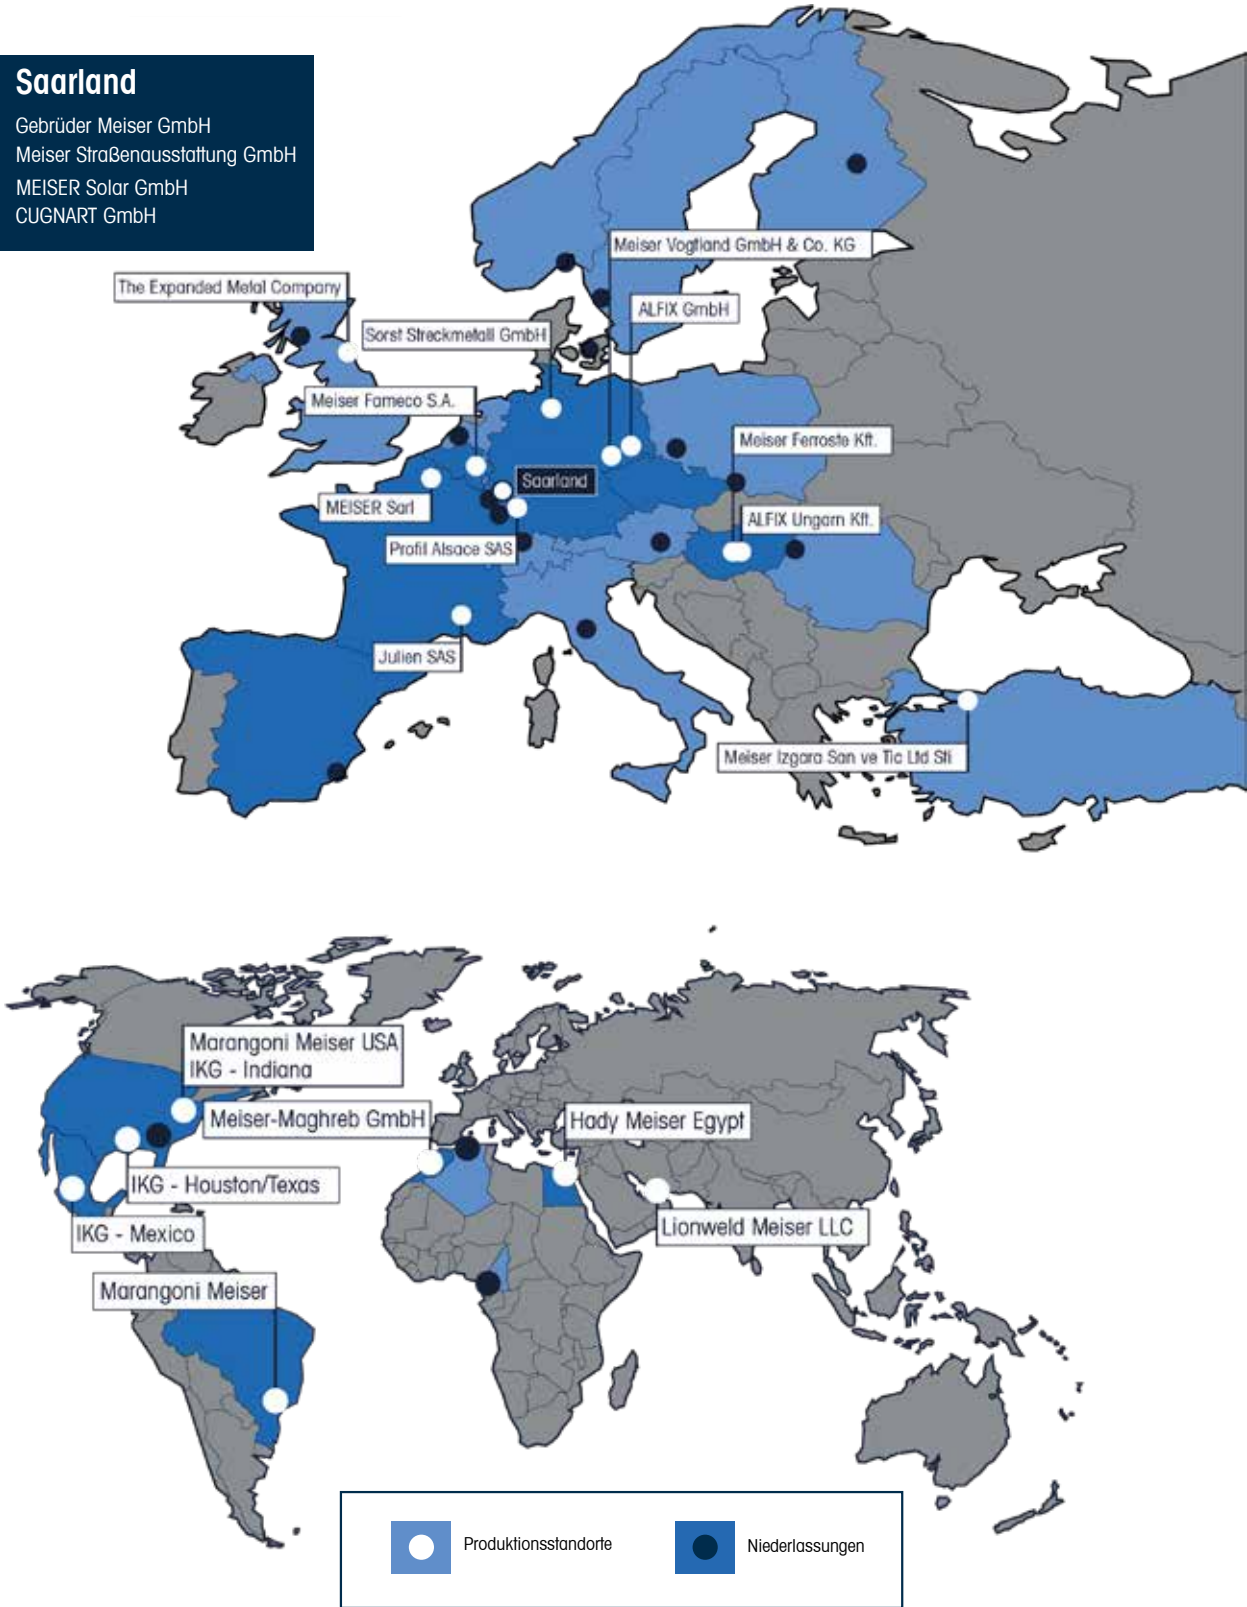 Saarland
Gebrüder Meiser GmbH
Meiser Straßenausstattung GmbH
MEISER Solar GmbH
CUGNART GmbH
Meiser Vogtland GmbH & Co. KG
The Expanded Metal Company
ALFIX GmbH
Sorst Streckmetall GmbH
Meiser Fameco S.A.
Meiser Ferroste Kft.
Saarland
MEISER Sarl
ALFIX Ungarn Kft.
Profil Alsace SAS
Julien SAS
Meiser Izgara San ve Tic Ltd Sti
Marangoni Meiser USA
IKG - Indiana
Meiser-Maghreb GmbH
Hady Meiser Egypt
IKG - Houston/Texas
IKG - Mexico
Lionweld Meiser LLC
Marangoni Meiser
Produktionsstandorte
Niederlassungen